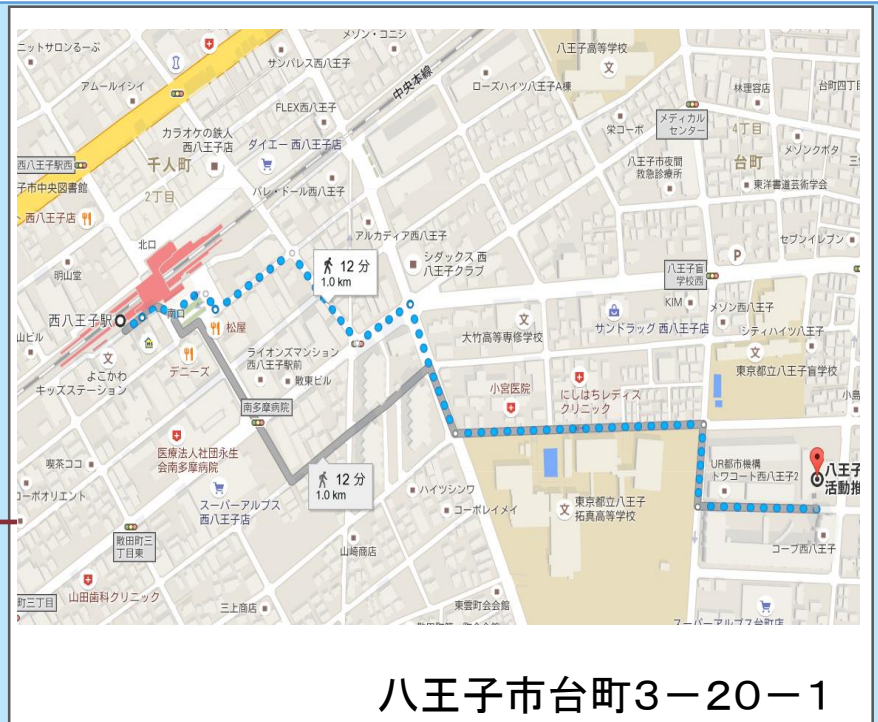 ニットサロンるーぷ
メゾン・コニシ
サンパレス西八王子
アムールイシイ
中央本線
八王子高等学校
文
ローズハイツ八王子A棟
林理容店
台町四丁目
FLEX西八王子
カラオケの鉄人
西八王子店
ダイエー 西八王子店
栄コーポ
メディカル
センター
4丁目
メゾンクボタ
西八王子駅西
千人町
2丁目
子市中央図書館
パレ・ドール西八王子
八王子市夜間
救急診療所
台町
東洋書道芸術学会
西八王子店
アルカディア西八王子
北口
明山堂
12 分
1.0 km
シダックス 西
八王子クラブ
P
セブンイレブン
八王子盲
学校西
KIM
メゾン西八王子
西八王子駅
南口
松屋
山ビル
文
大竹高等専修学校
サンドラッグ 西八王子店
シティハイツ八王子
文
よこかわ
キッズステーション
デニーズ
ライオンズマンション
西八王子駅前
散東ビル
東京都立八王子盲学校
小宮医院
にしはちレディス
クリニック
南多摩病院
医療法人社団永生
会南多摩病院
喫茶ココ
12 分
1.0 km
UR都市機構
トワコート西八王子2
八王子
活動推
コーポオリエント
スーパーアルプス
西八王子店
ハイツシンワ
コーポレイメイ
文
東京都立八王子
拓真高等学校
散田町三
丁目東
山崎商店
コープ西八王子
山田歯科クリニック
町三丁目
三上商店
東雲町会会館
スーパーアルプス台町店
八王子市台町3－20－1